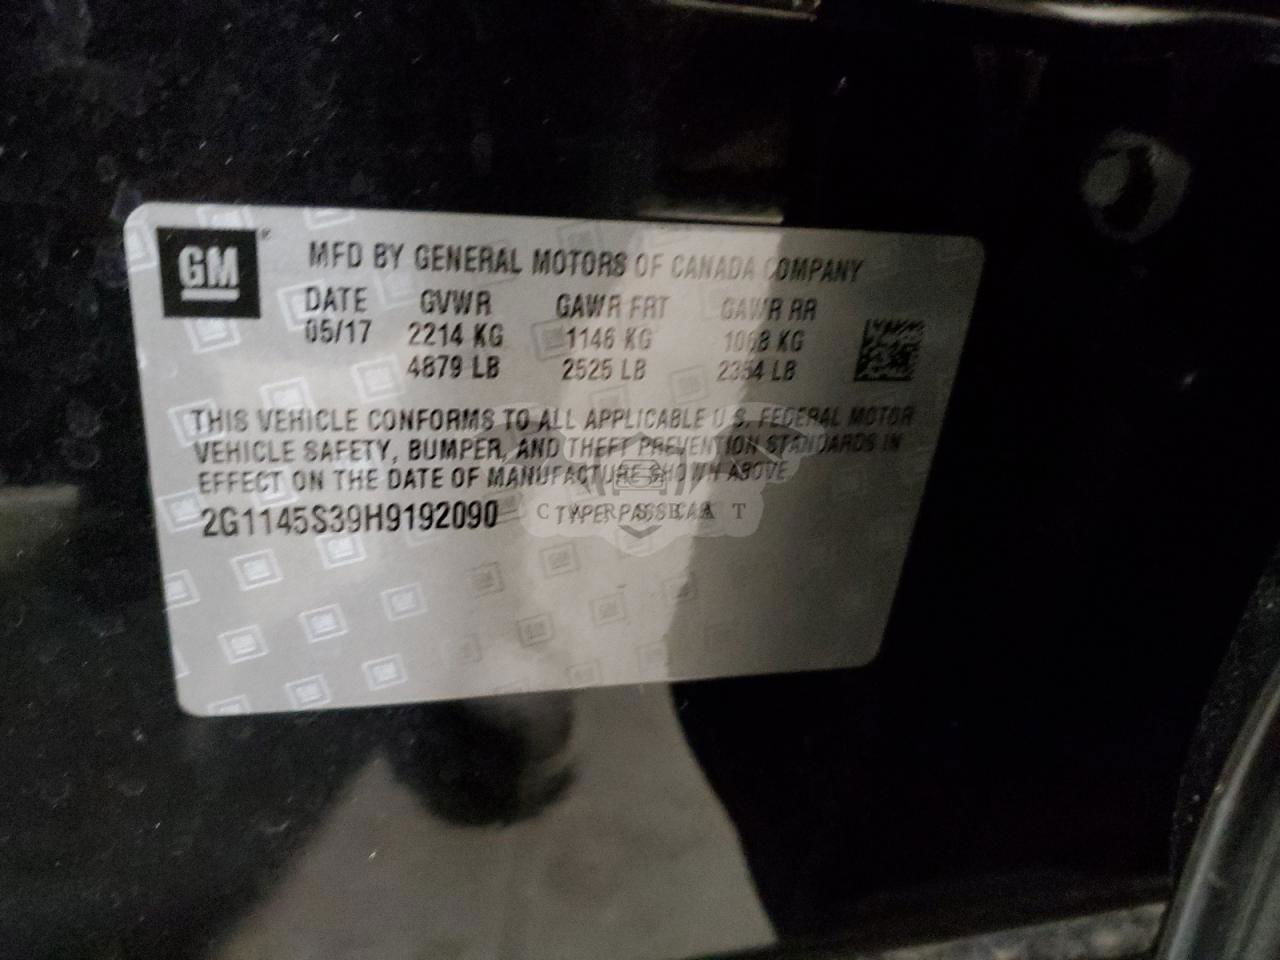 GM
MFD BY GENERAL MOTORS OF CANADA COMPANY
DATE GVWR GAWR FRT GAWR RR
05/17 2214 KG 1146 KG 1068 KG
4879 LB 2525 LB 2354 LB
THIS VEHICLE CONFORMS TO ALL APPLICABLE U.S. FEDERAL MOTOR
VEHICLE SAFETY, BUMPER, AND THEFT PREVENTION STANDARDS IN
EFFECT ON THE DATE OF MANUFACTURE SHOWN ABOVE
2G1145S39H9192090